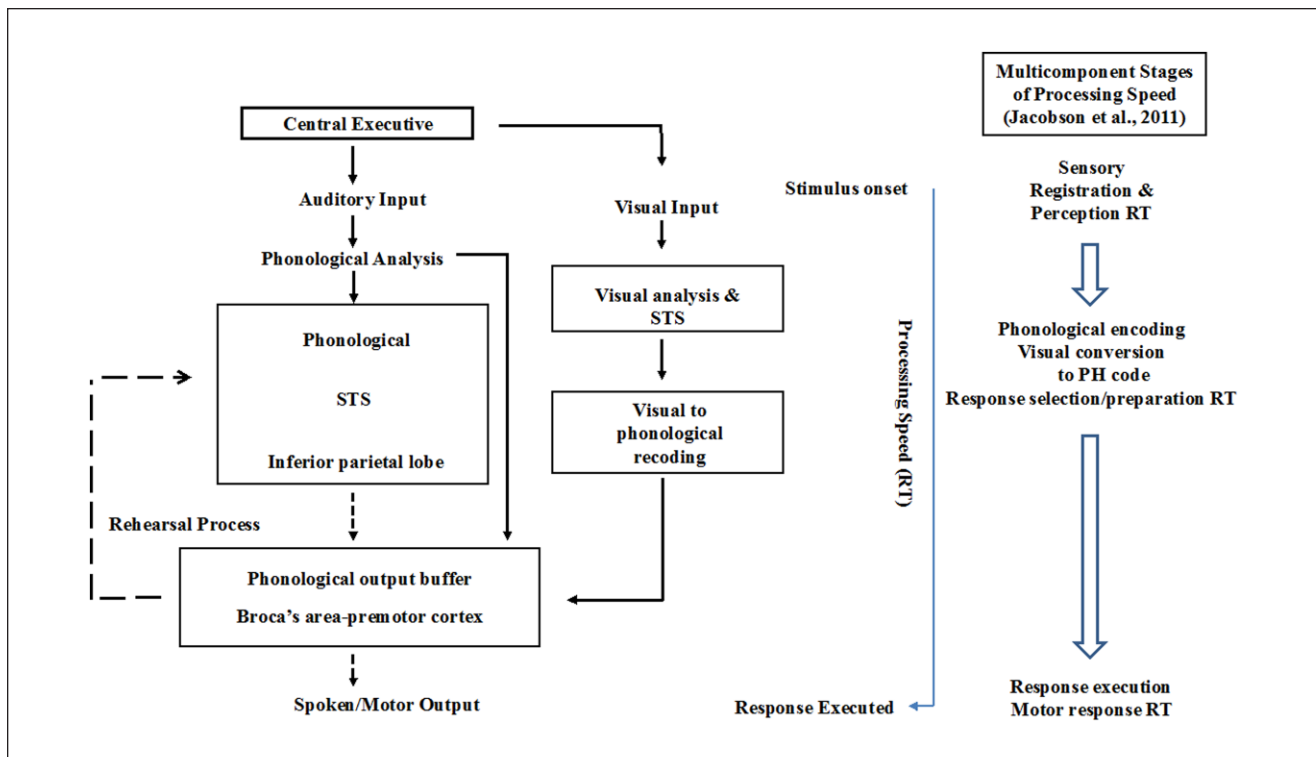 Central Executive
Auditory Input
Phonological Analysis
Phonological
STS
Inferior parietal lobe
Rehearsal Process
Phonological output buffer
Broca's area-premotor cortex
Spoken/Motor Output
Visual Input
Visual analysis &
STS
Visual to
phonological
recoding
Stimulus onset
Processing Speed (RT)
Response Executed
Multicomponent Stages
of Processing Speed
(Jacobson et al., 2011)
Sensory
Registration &
Perception RT
Phonological encoding
Visual conversion
to PH code
Response selection/preparation RT
Response execution
Motor response RT